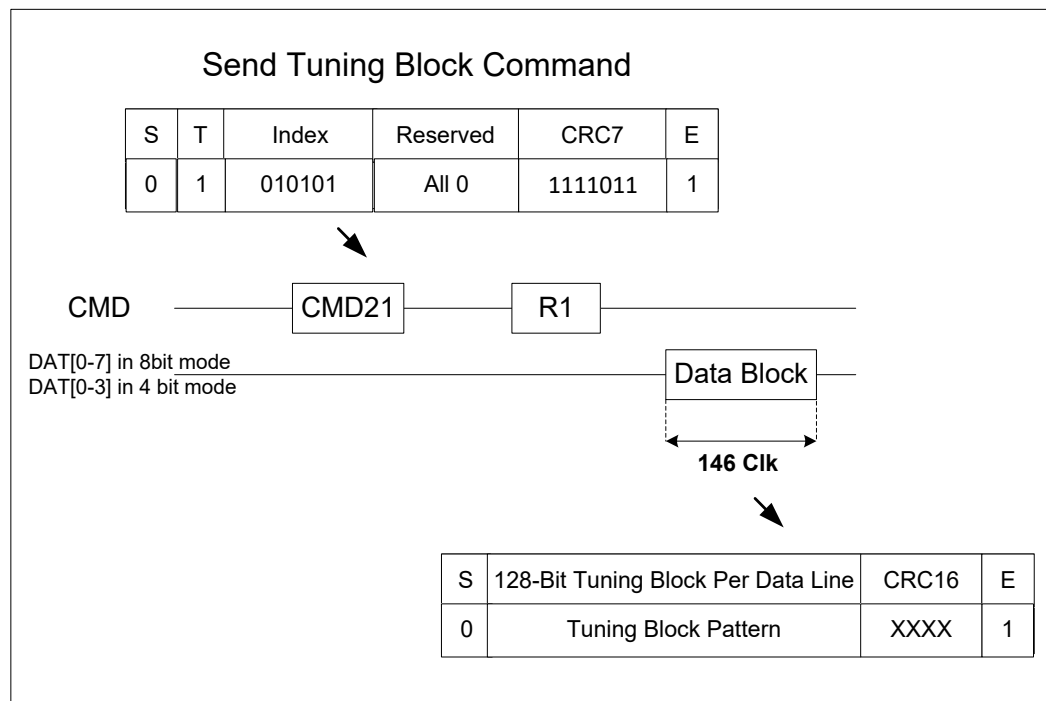 Send Tuning Block Command
S T Index Reserved CRC7 E
0 1 010101 All 0 1111011 1
CMD CMD21 R1
DAT[0-7] in 8bit mode
DAT[0-3] in 4 bit mode
Data Block
146 Clk
S 128-Bit Tuning Block Per Data Line CRC16 E
0 Tuning Block Pattern XXXX 1